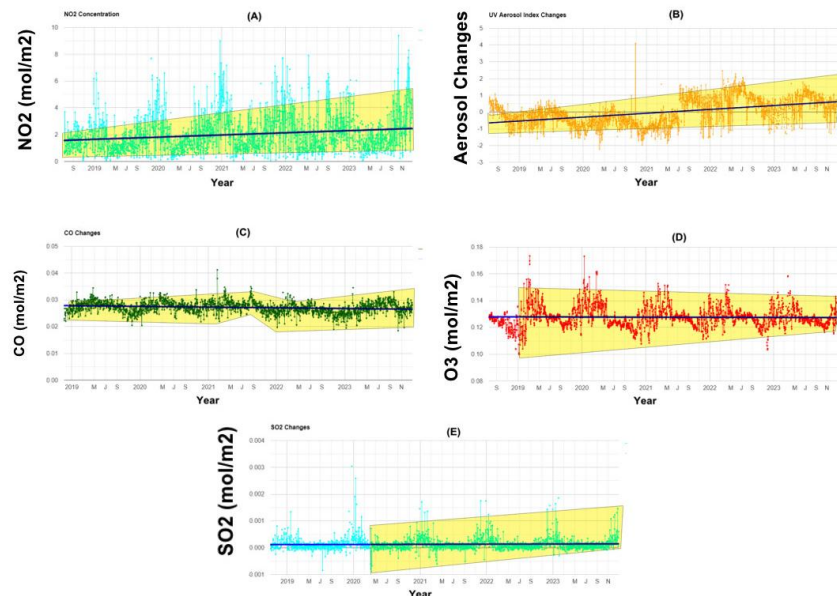 NO2 Concentration
(A)
NO2 (mol/m2)
10
8
6
4
2
0
S 2019 M J S 2020 M J S 2021 M J S 2022 M J S 2023 M J S N
Year
UV Aerosol Index Changes
(B)
Aerosol Changes
5
4
3
2
1
0
-1
-2
-3
S 2019 M J S 2020 M J S 2021 M J S 2022 M J S 2023 M J S N
Year
CO Changes
(C)
CO (mol/m2)
0.05
0.04
0.03
0.02
0.01
0.00
2019 M S 2020 M S 2021 M S 2022 M J S 2023 M S N
Year
(D)
O3 (mol/m2)
0.18
0.16
0.14
0.12
0.10
0.08
S 2019 M J S 2020 M J S 2021 M J S 2022 M J S 2023 M J S N
Year
SO2 Changes
(E)
SO2 (mol/m2)
0.004
0.003
0.002
0.001
0.000
0.001
2019 M J S 2020 M J S 2021 M J S 2022 M J S 2023 M J S N
Year